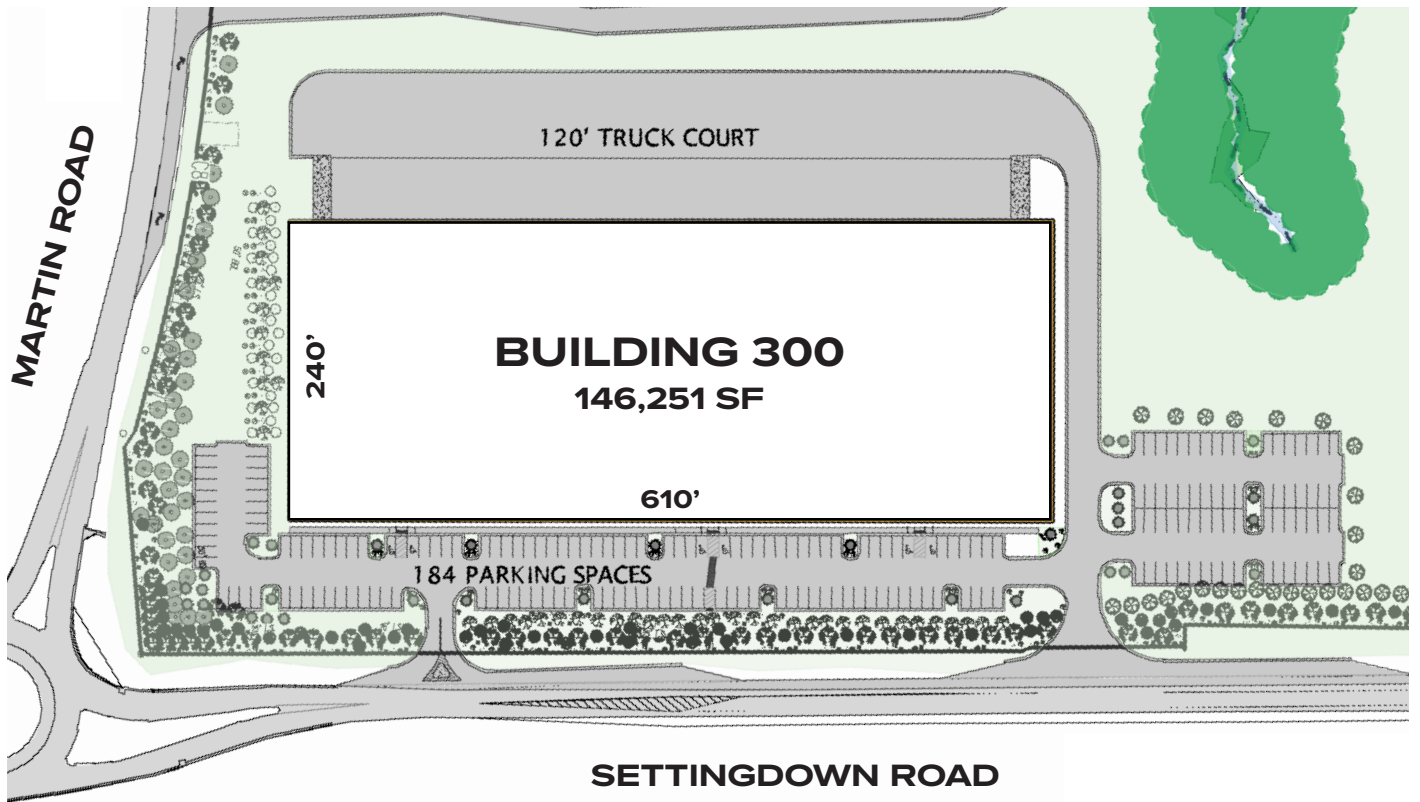 120' TRUCK COURT
MARTIN ROAD
240’
BUILDING 300
146,251 SF
610’
184 PARKING SPACES
SETTINGDOWN ROAD